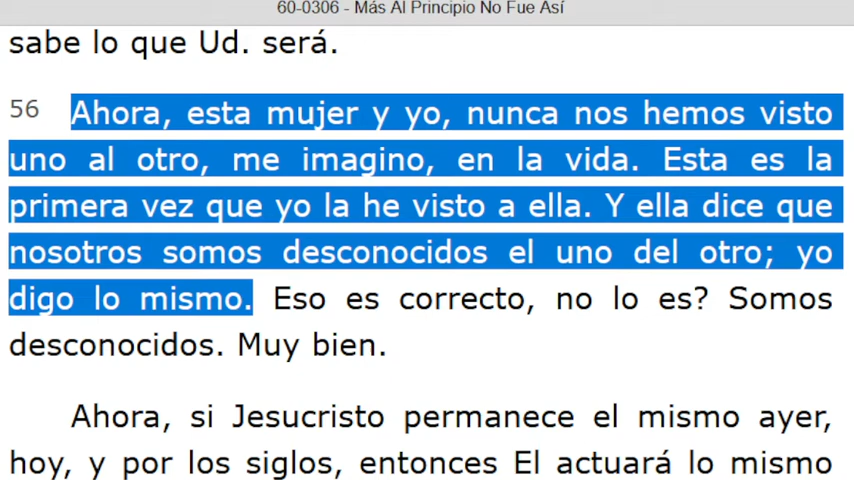 60-0306 - Más Al Principio No Fue Así
sabe lo que Ud. será.
56 Ahora, esta mujer y yo, nunca nos hemos visto
uno al otro, me imagino, en la vida. Esta es la
primera vez que yo la he visto a ella. Y ella dice que
nosotros somos desconocidos el uno del otro; yo
digo lo mismo. Eso es correcto, no lo es? Somos
desconocidos. Muy bien.
Ahora, si Jesucristo permanece el mismo ayer,
hoy, y por los siglos, entonces El actuará lo mismo